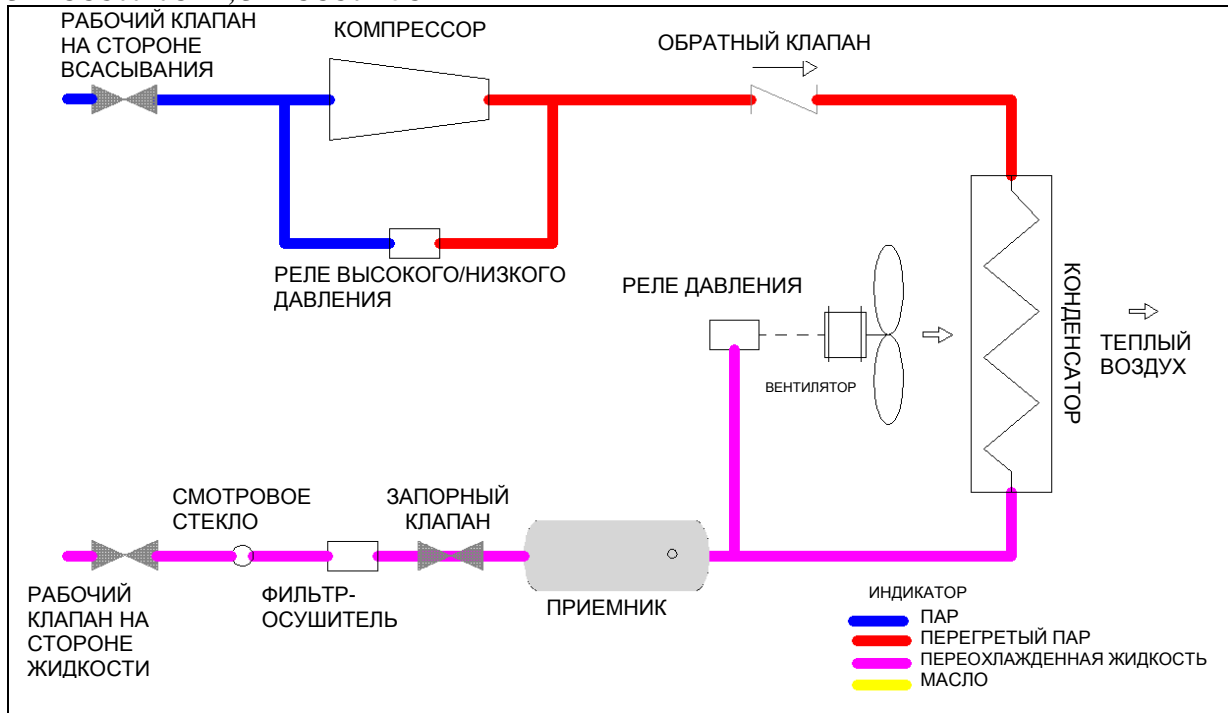 РАБОЧИЙ КЛАПАН
НА СТОРОНЕ
ВСАСЫВАНИЯ
КОМПРЕССОР
ОБРАТНЫЙ КЛАПАН
РЕЛЕ ВЫСОКОГО/НИЗКОГО
ДАВЛЕНИЯ
РЕЛЕ ДАВЛЕНИЯ
ВЕНТИЛЯТОР
КОНДЕНСАТОР
ТЕПЛЫЙ
ВОЗДУХ
СМОТРОВОЕ
СТЕКЛО
ЗАПОРНЫЙ
КЛАПАН
РАБОЧИЙ
КЛАПАН НА
СТОРОНЕ
ЖИДКОСТИ
ФИЛЬТР-
ОСУШИТЕЛЬ
ПРИЕМНИК
ИНДИКАТОР
ПАР
ПЕРЕГРЕТЫЙ ПАР
ПЕРЕОХЛАЖДЕННАЯ ЖИДКОСТЬ
МАСЛО